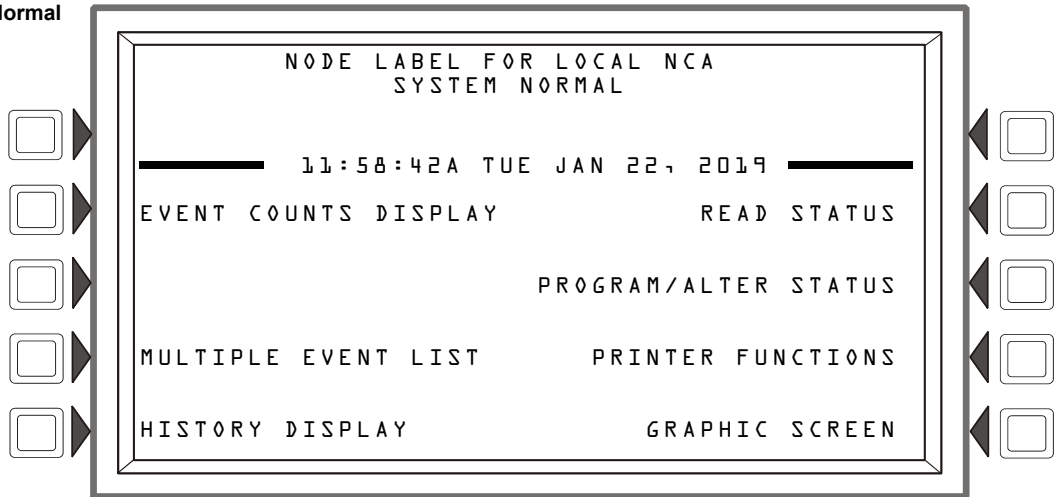 NODE LABEL FOR LOCAL NCA
SYSTEM NORMAL
11:58:42A TUE JAN 22, 2019
EVENT COUNTS DISPLAY READ STATUS
PROGRAM/ALTER STATUS
MULTIPLE EVENT LIST PRINTER FUNCTIONS
HISTORY DISPLAY GRAPHIC SCREEN